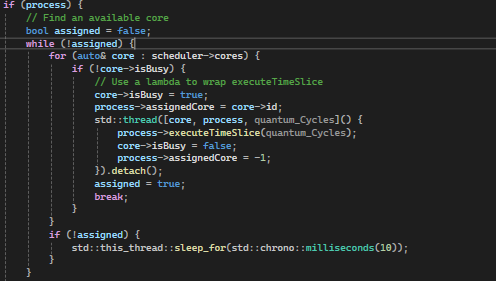 if (process) {
// Find an available core
bool assigned = false;
while (!assigned) {
for (auto& core : scheduler->cores) {
if (!core->isBusy) {
// Use a lambda to wrap executeTimeSlice
core->isBusy = true;
process->assignedCore = core->id;
std::thread([core, process, quantum_Cycles]() {
process->executeTimeSlice(quantum_Cycles);
core->isBusy = false;
process->assignedCore = -1;
}).detach();
assigned = true;
break;
}
}
if (!assigned) {
std::this_thread::sleep_for(std::chrono::milliseconds(10));
}
}